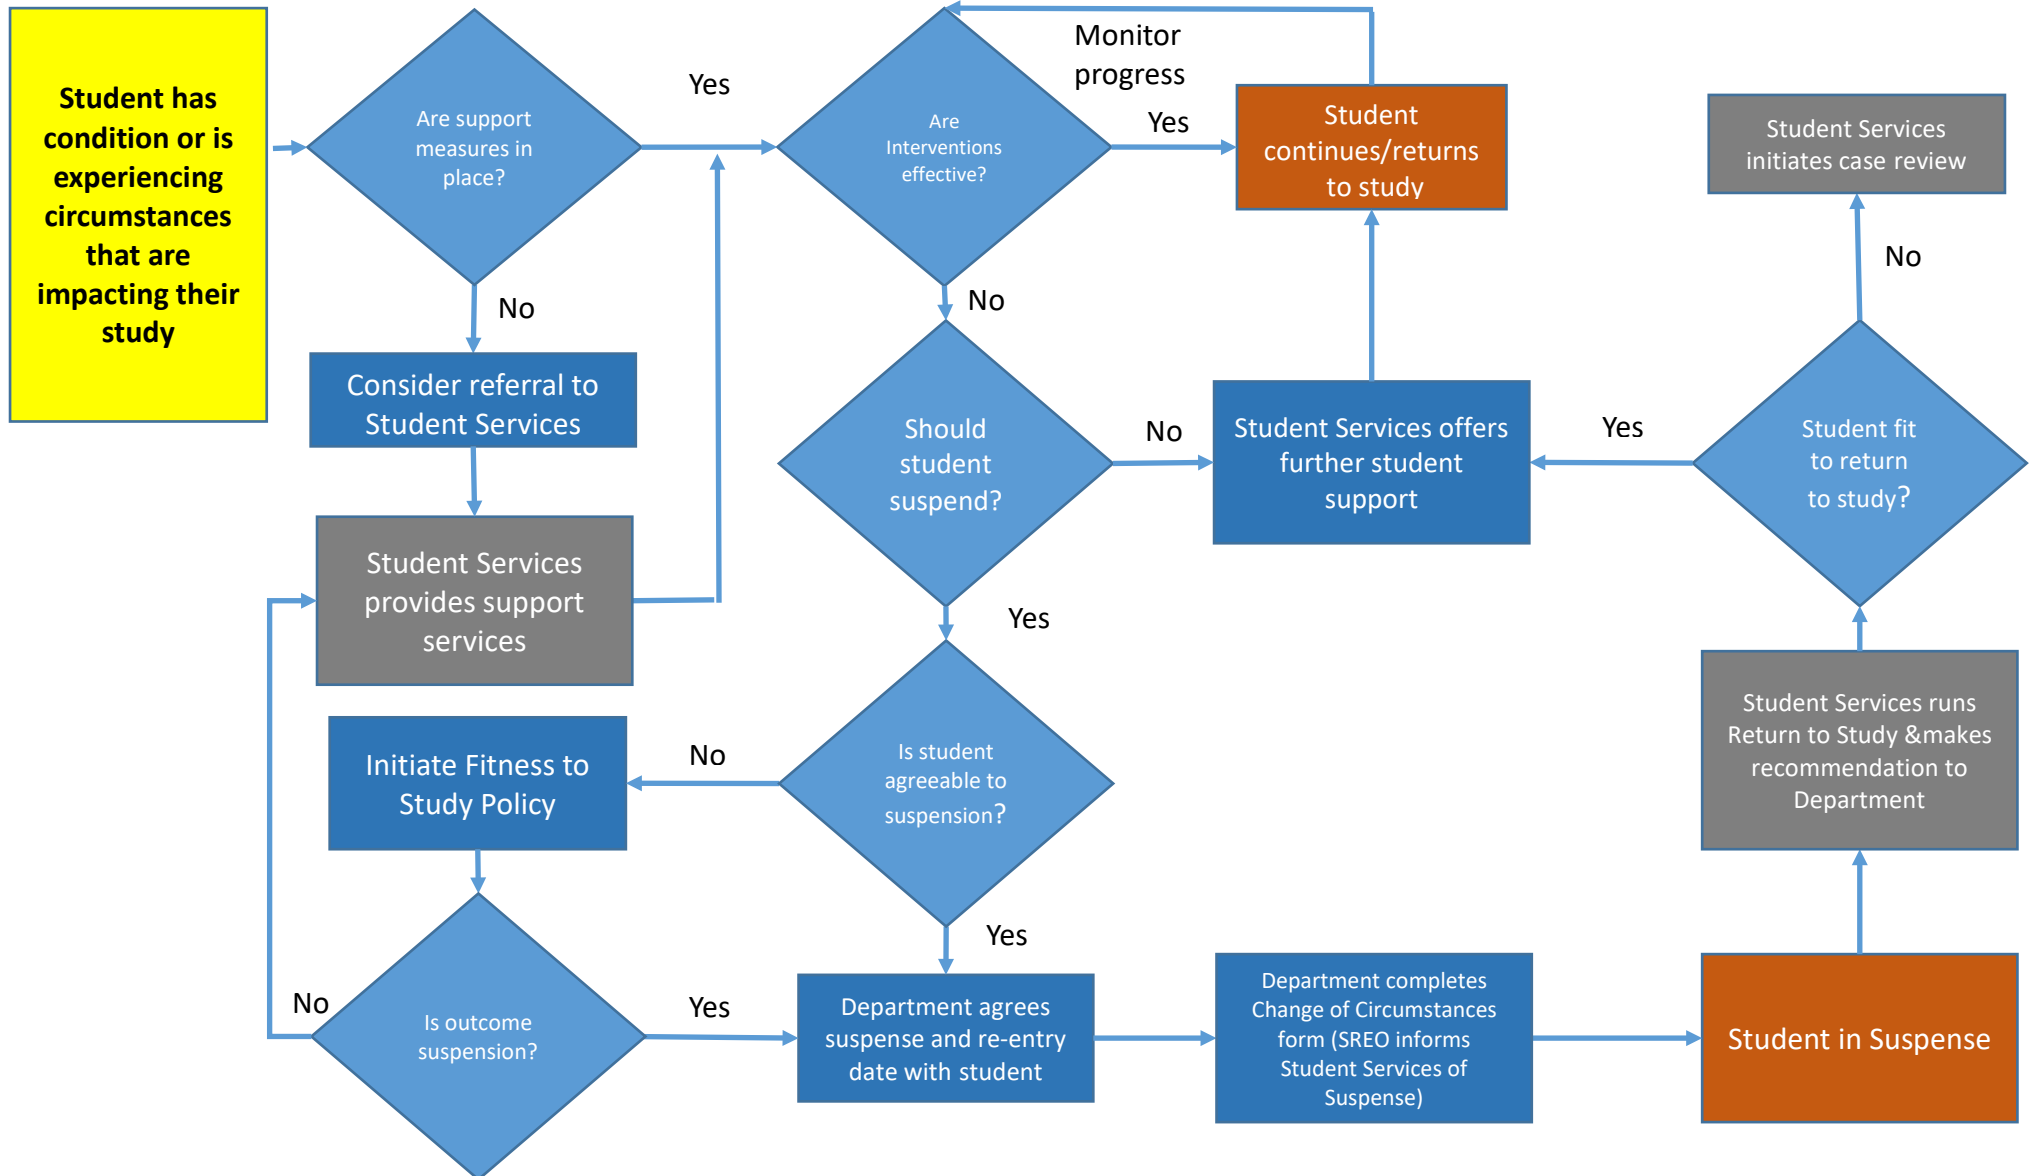 Student has
condition or is
experiencing
circumstances
that are
impacting their
study
Are support
measures in
place?
Yes
No
Consider referral to
Student Services
Student Services
provides support
services
Are
Interventions
effective?
Monitor
progress
Yes
Student
continues/returns
to study
No
Should
student
suspend?
No
Student Services offers
further student
support
Yes
Student fit
to return
to study?
No
Student Services
initiates case review
Yes
Is student
agreeable to
suspension?
No
Initiate Fitness to
Study Policy
Is outcome
suspension?
No
Yes
Yes
Department agrees
suspense and re-entry
date with student
Department completes
Change of Circumstances
form (SREO informs
Student Services of
Suspense)
Student in Suspense
Student Services runs
Return to Study &makes
recommendation to
Department